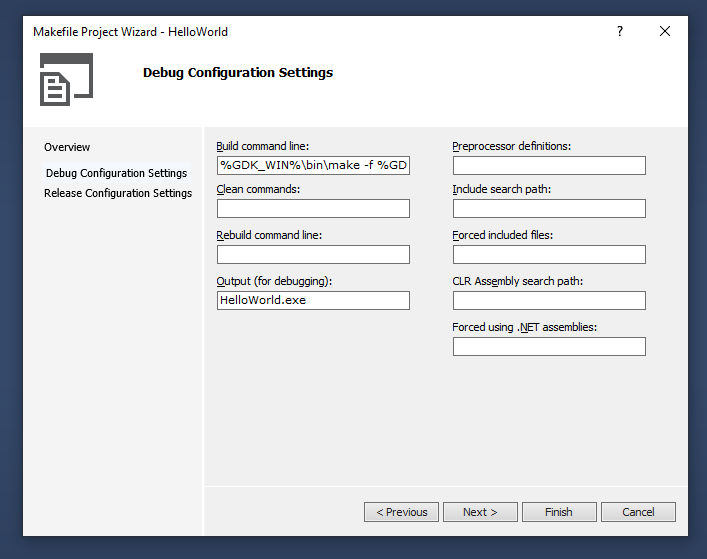 Makefile Project Wizard - HelloWorld
?
Debug Configuration Settings
Overview
Debug Configuration Settings
Release Configuration Settings
Build command line:
%GDK_WIN%\bin\make -f %GD
Clean commands:
Rebuild command line:
Output (for debugging):
HelloWorld.exe
Preprocessor definitions:
Include search path:
Forced included files:
CLR Assembly search path:
Forced using .NET assemblies:
< Previous
Next >
Finish
Cancel